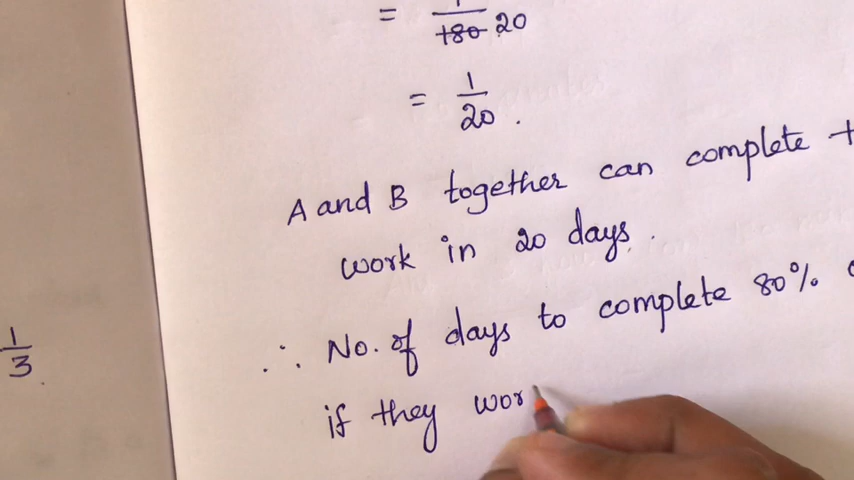 = 1/180 20
= 1/20 .
A and B together can complete
work in 20 days .
∴ No. of days to complete 80%
if they wor
1/3